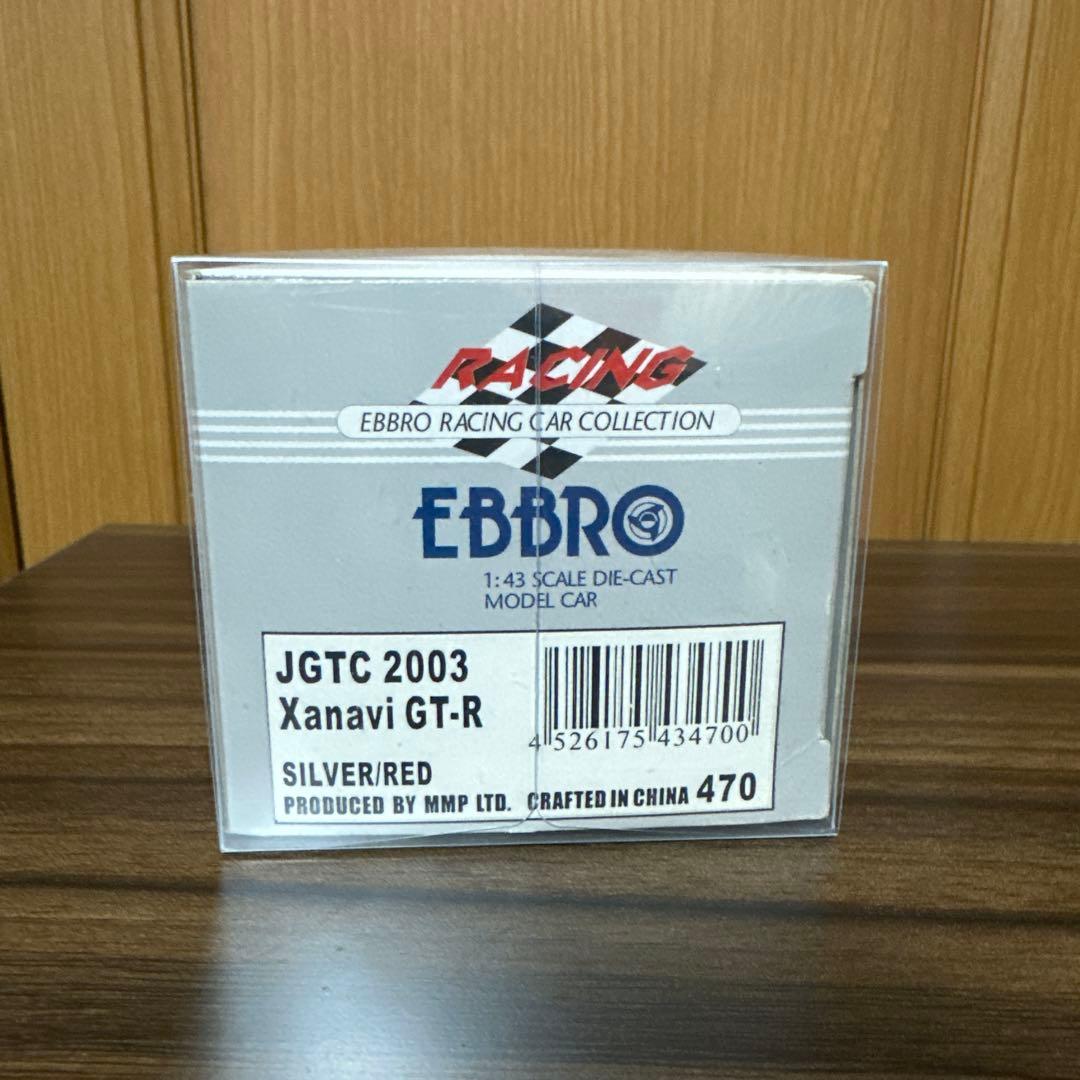 RACING
EBBRO RACING CAR COLLECTION
EBBRO
1:43 SCALE DIE-CAST
MODEL CAR
JGTC 2003
Xanavi GT-R
4 526175 434700
SILVER/RED
PRODUCED BY MMP LTD. CRAFTED IN CHINA 470